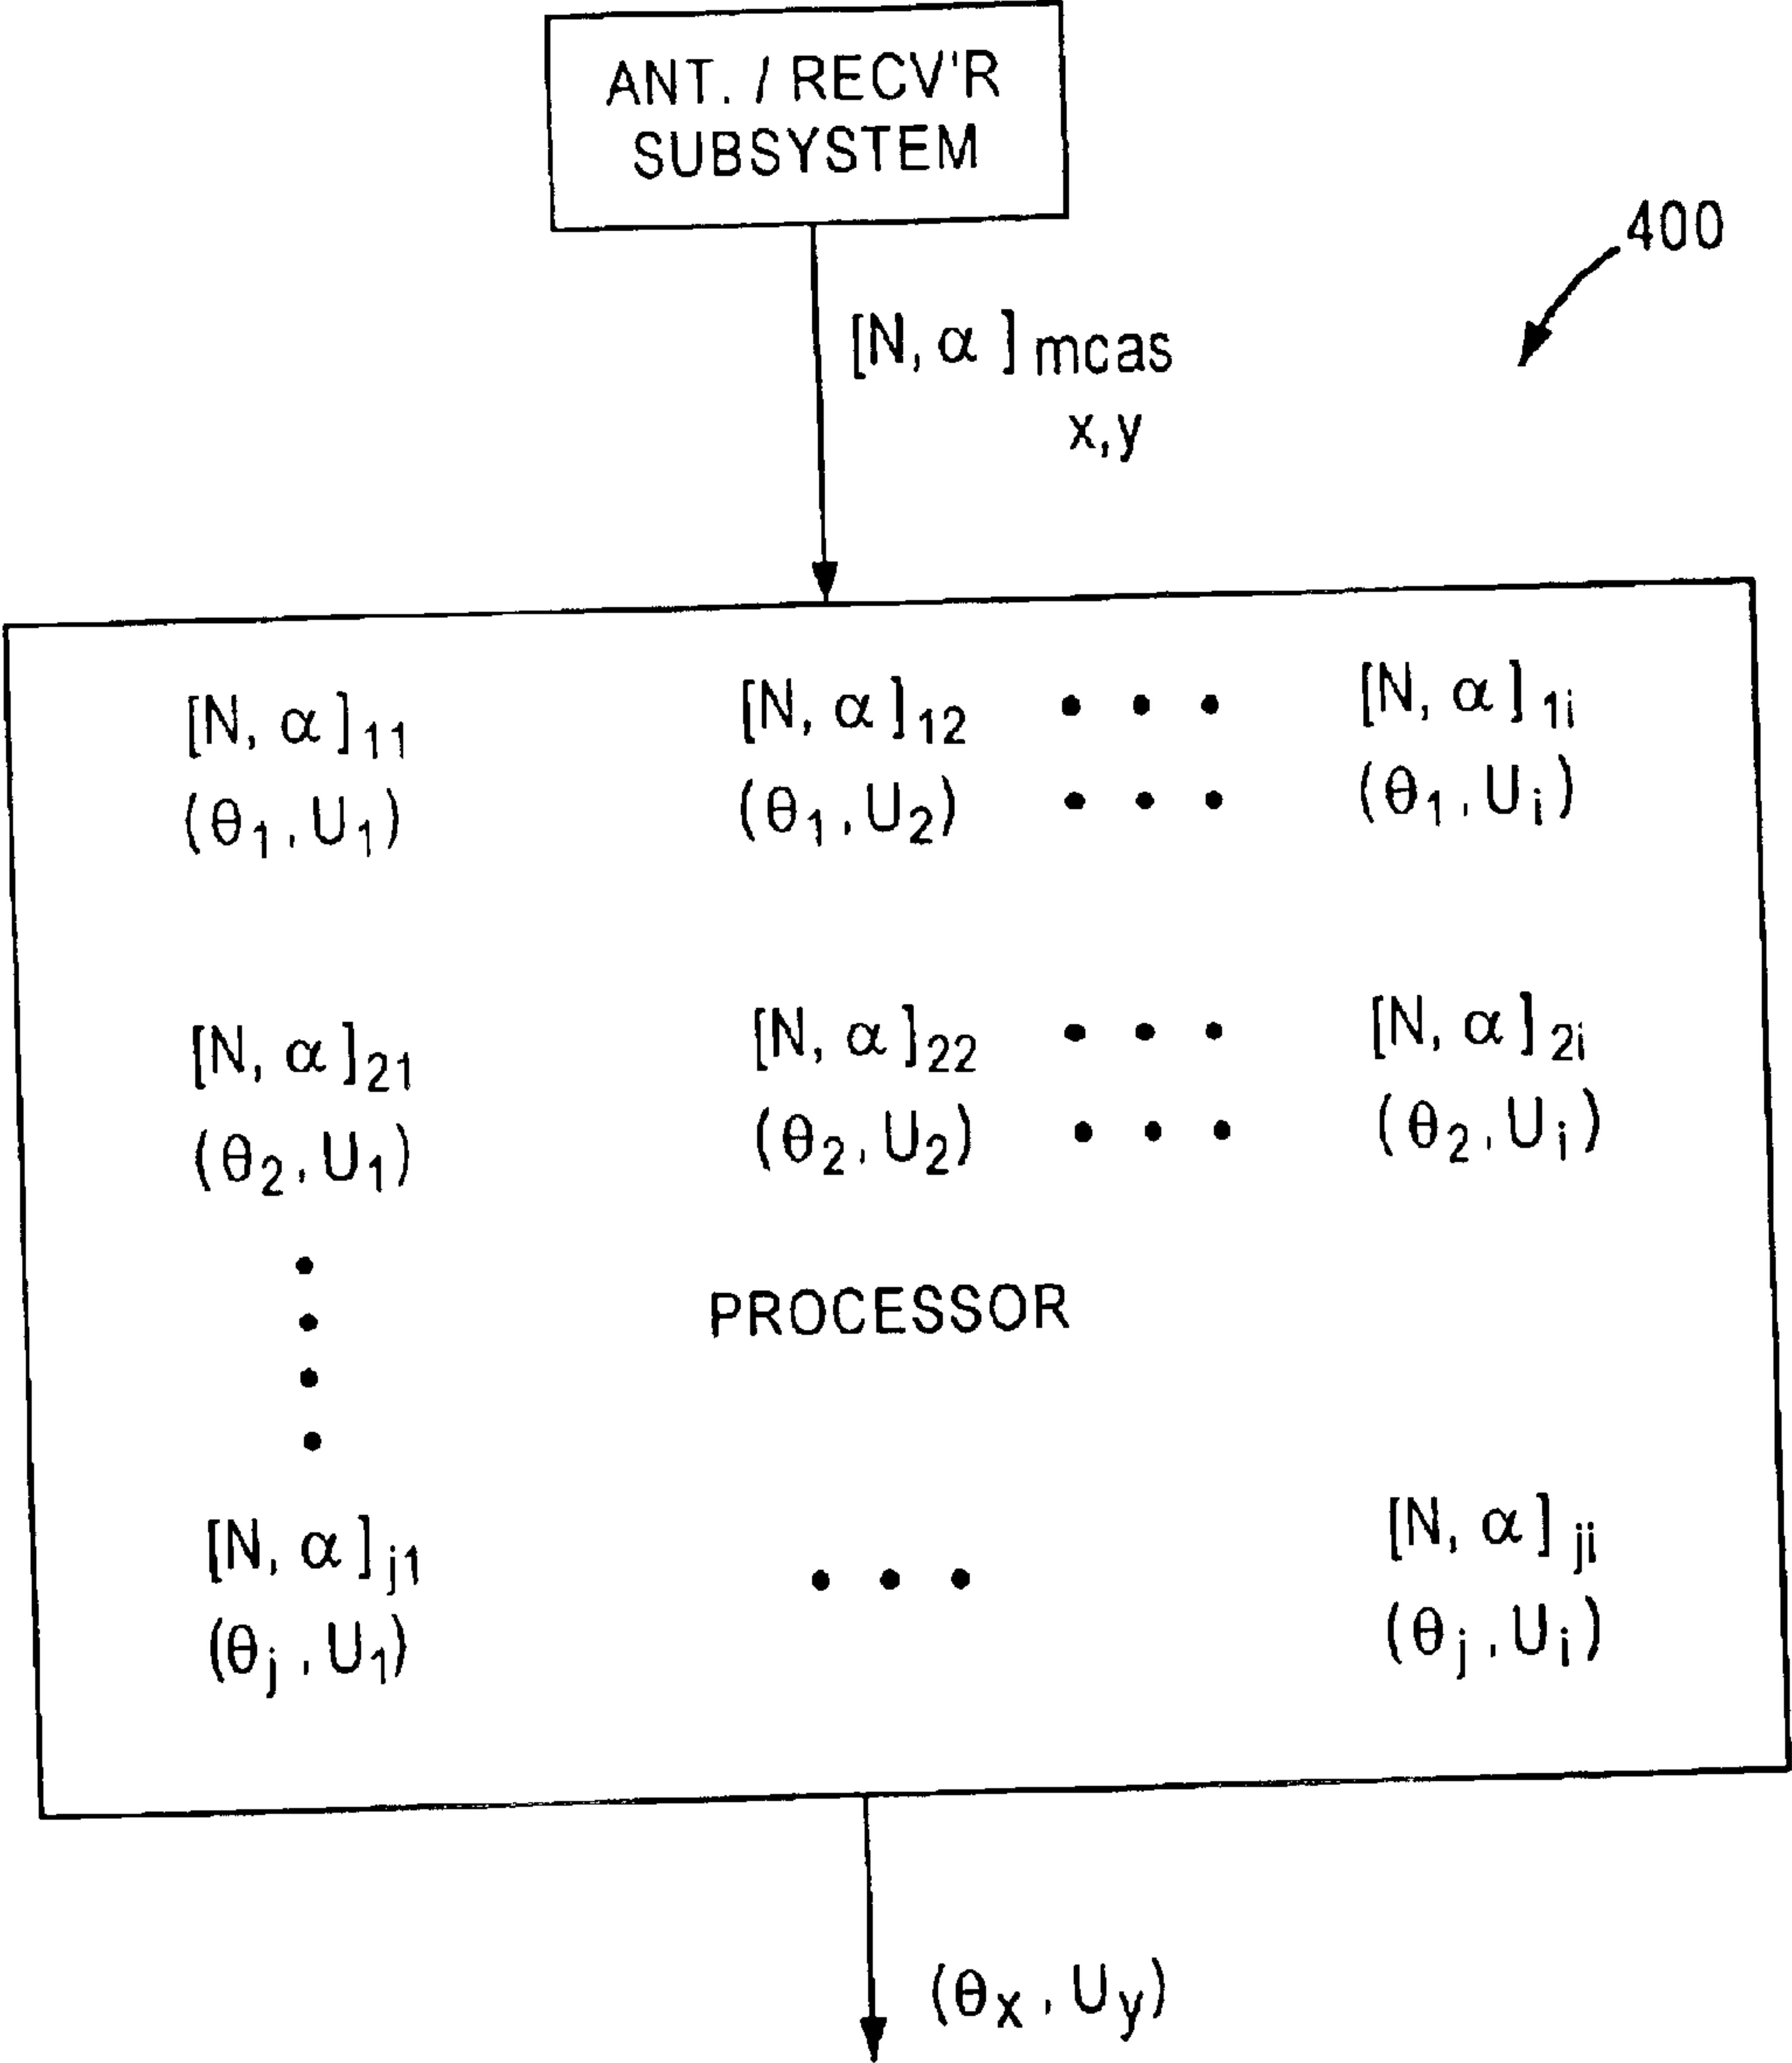 ANT. / RECV'R
SUBSYSTEM
400
[N, α] mcas
x,y
[N, α]11 [N, α]12 • • • [N, α]1i
(θ1, U1) (θ1, U2) • • • (θ1, Ui)
[N, α]21 [N, α]22 • • • [N, α]2i
(θ2, U1) (θ2, U2) • • • (θ2, Ui)
PROCESSOR
[N, α]j1 • • • [N, α]ji
(θj, U1) (θj, Ui)
(θx, Uy)